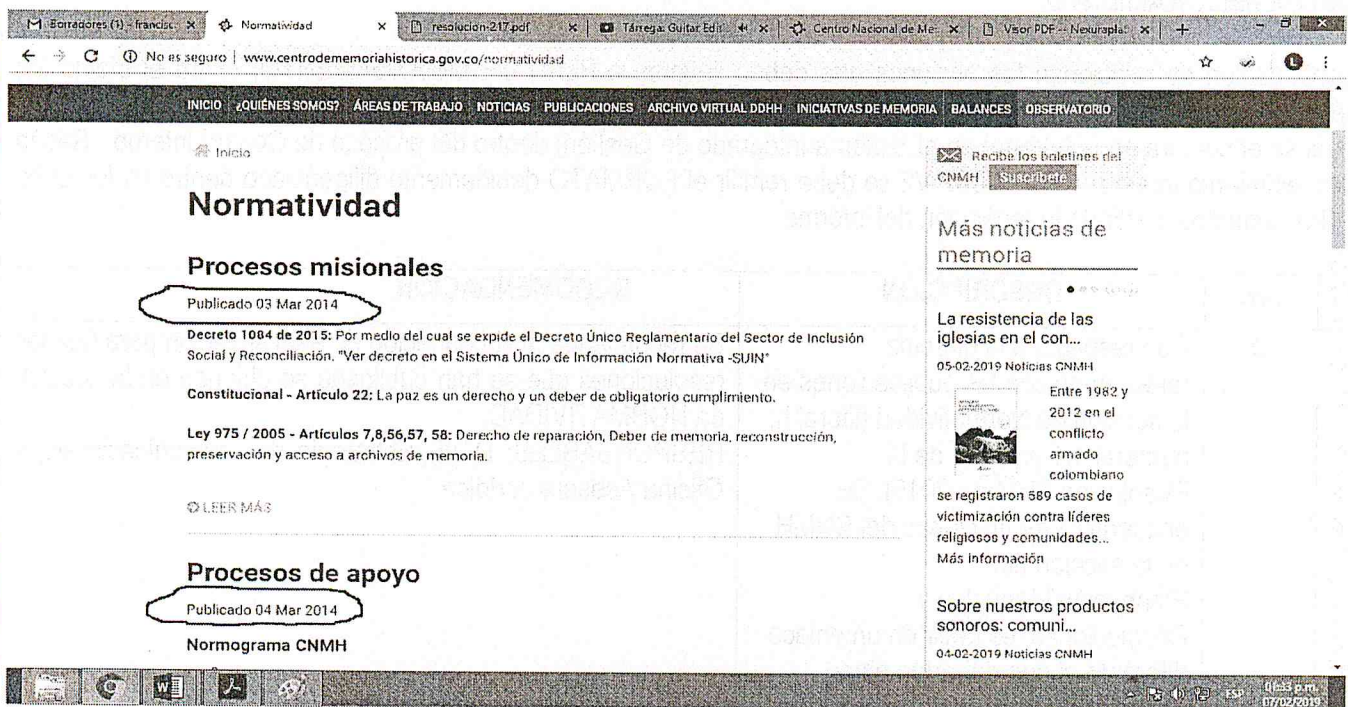 Borradores (1) - francisc
Normatividad
resolucion-217.pdf
Tárrega: Guitar Edit
Centro Nacional de Me
Visor PDF -- Nexura
No es seguro | www.centrodememoriahistorica.gov.co/normatividad
INICIO ¿QUIÉNES SOMOS? ÁREAS DE TRABAJO NOTICIAS PUBLICACIONES ARCHIVO VIRTUAL DDHH INICIATIVAS DE MEMORIA BALANCES OBSERVATORIO
Inicio
Normatividad
Procesos misionales
Publicado 03 Mar 2014
Decreto 1084 de 2015: Por medio del cual se expide el Decreto Único Reglamentario del Sector de Inclusión
Social y Reconciliación. "Ver decreto en el Sistema Único de Información Normativa -SUIN"
Constitucional - Artículo 22: La paz es un derecho y un deber de obligatorio cumplimiento.
Ley 975 / 2005 - Artículos 7,8,56,57, 58: Derecho de reparación, Deber de memoria, reconstrucción,
preservación y acceso a archivos de memoria.
LEER MÁS
Procesos de apoyo
Publicado 04 Mar 2014
Normograma CNMH
Recibe los boletines del
CNMH Suscríbete
Más noticias de
memoria
La resistencia de las
iglesias en el con...
05-02-2019 Noticias CNMH
Entre 1982 y
2012 en el
conflicto
armado
colombiano
se registraron 589 casos de
victimización contra líderes
religiosos y comunidades...
Más información
Sobre nuestros productos
sonoros: comuni...
04-02-2019 Noticias CNMH
ESP
06:33 p.m.
07/02/2019